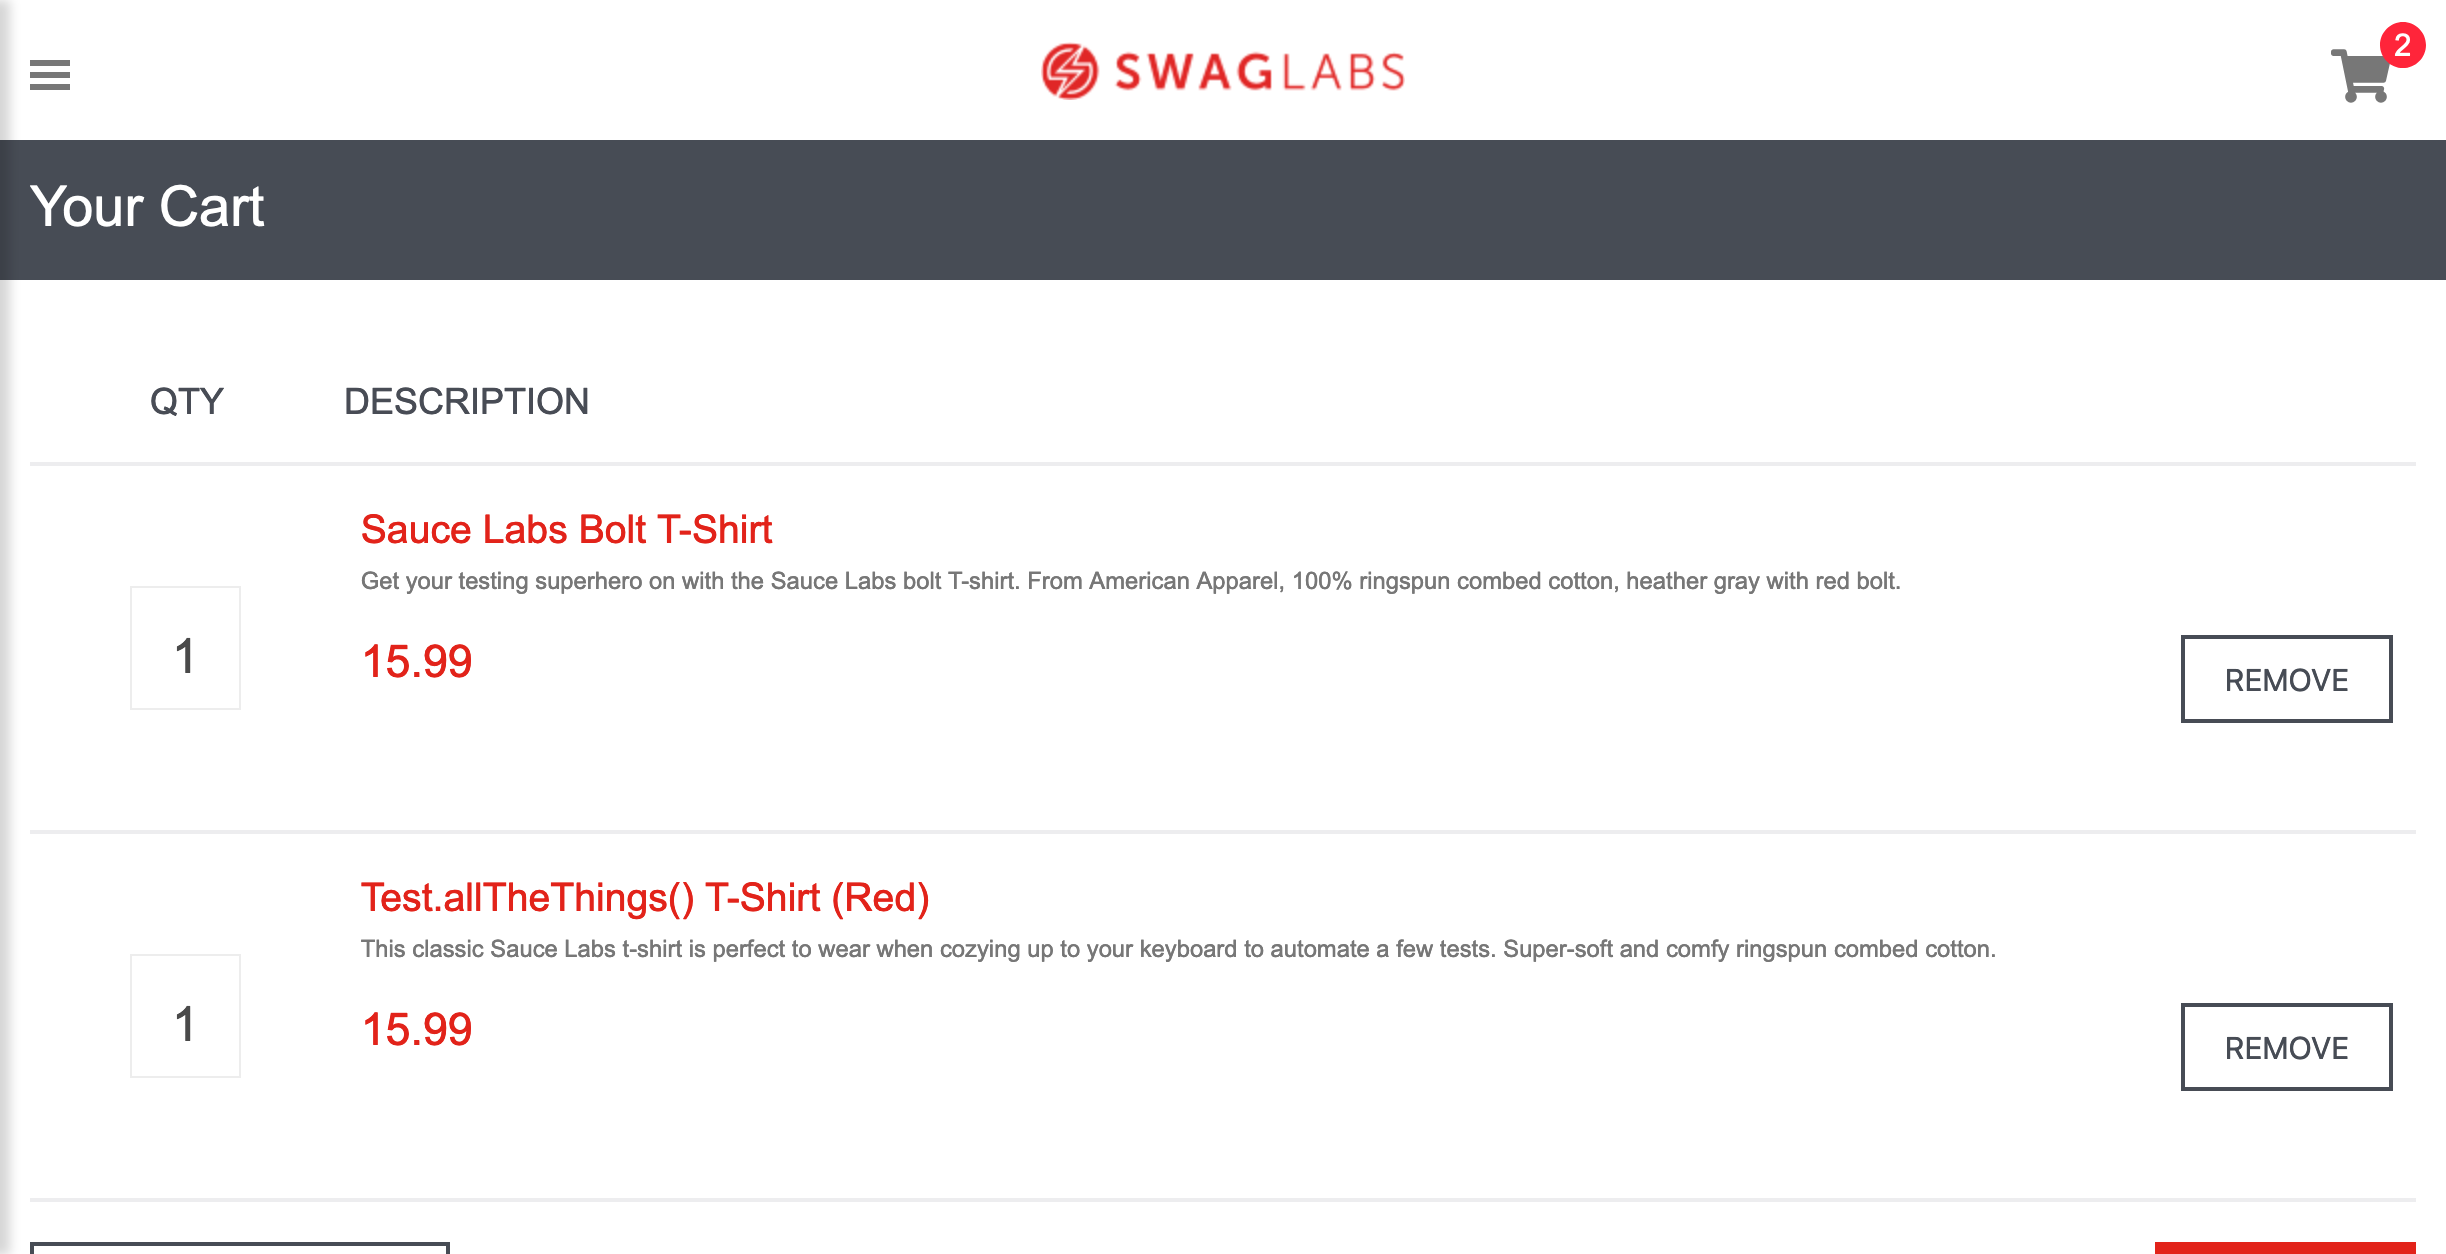 SWAGLABS
2
Your Cart
QTY DESCRIPTION
Sauce Labs Bolt T-Shirt
Get your testing superhero on with the Sauce Labs bolt T-shirt. From American Apparel, 100% ringspun combed cotton, heather gray with red bolt.
1
15.99
REMOVE
Test.allTheThings() T-Shirt (Red)
This classic Sauce Labs t-shirt is perfect to wear when cozying up to your keyboard to automate a few tests. Super-soft and comfy ringspun combed cotton.
1
15.99
REMOVE